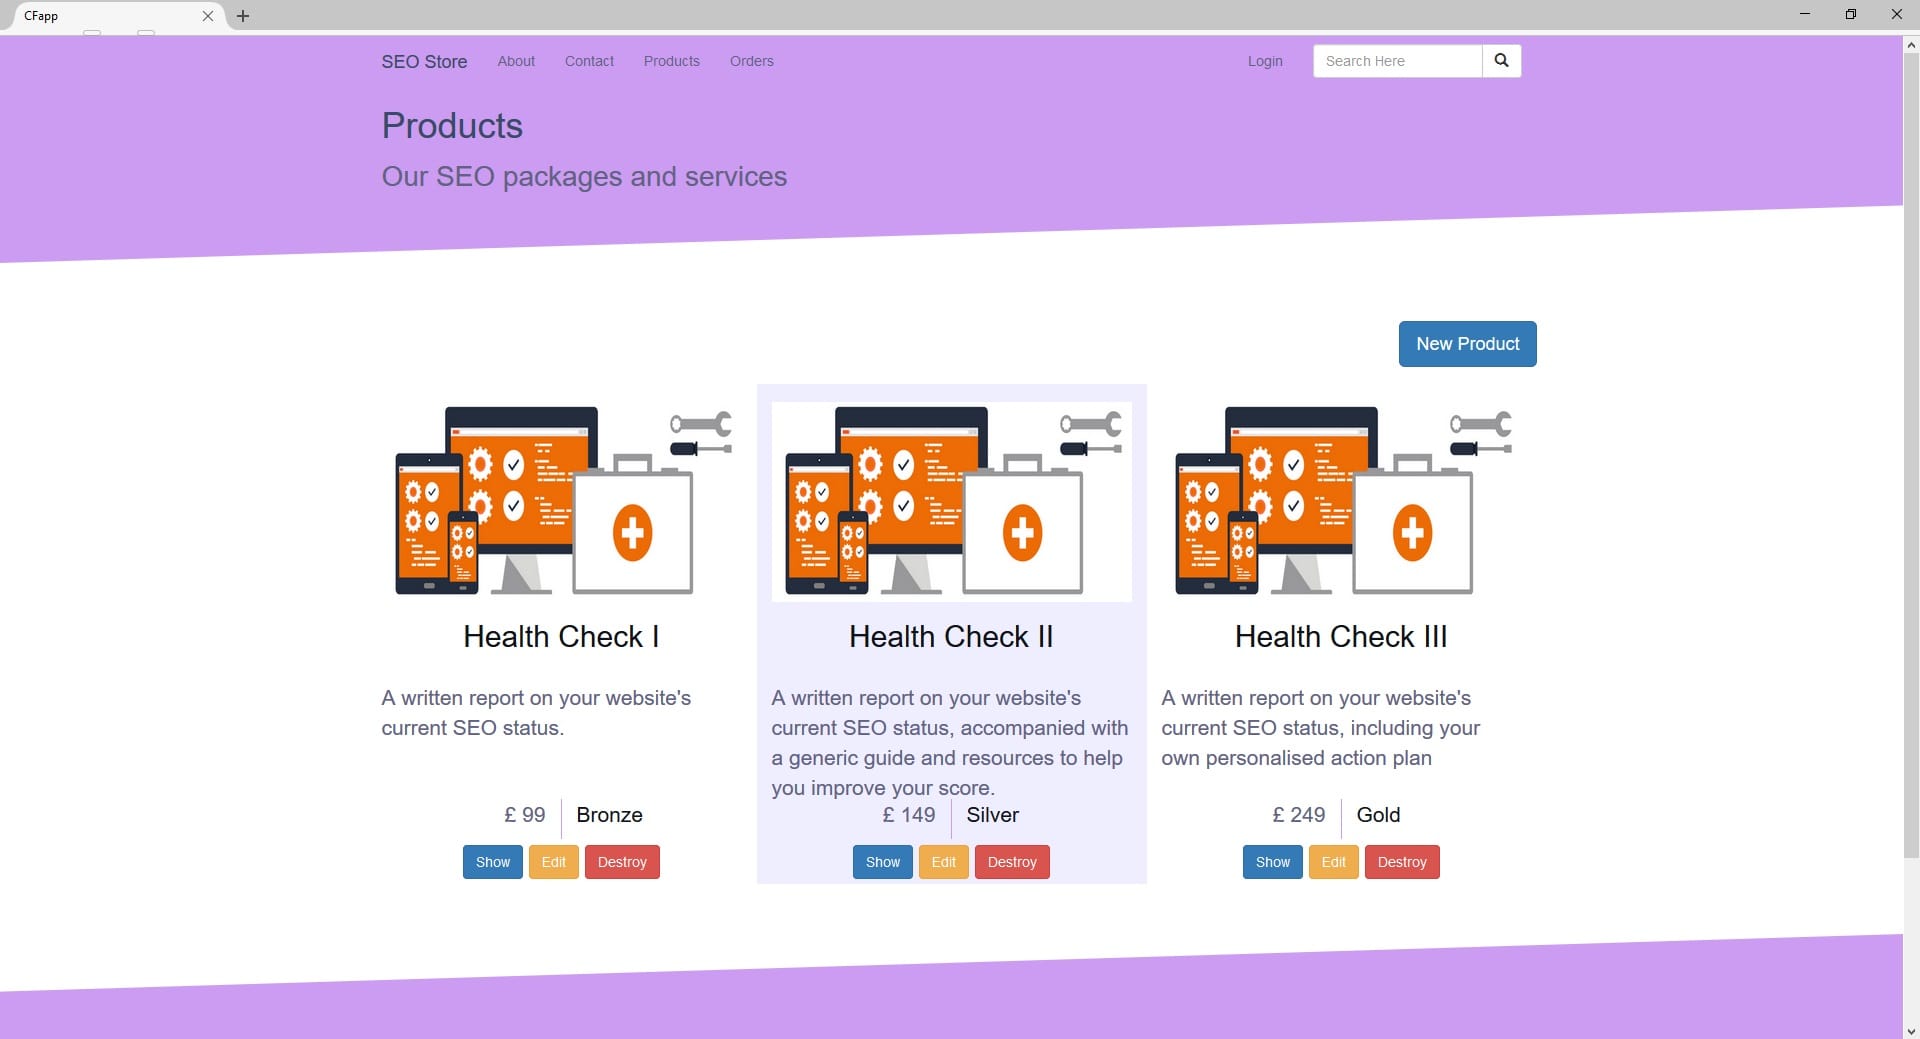 CFapp
SEO Store About Contact Products Orders Login Search Here
Products
Our SEO packages and services
New Product
Health Check I
A written report on your website's
current SEO status.
£ 99 Bronze
Show Edit Destroy
Health Check II
A written report on your website's
current SEO status, accompanied with
a generic guide and resources to help
you improve your score.
£ 149 Silver
Show Edit Destroy
Health Check III
A written report on your website's
current SEO status, including your
own personalised action plan
£ 249 Gold
Show Edit Destroy